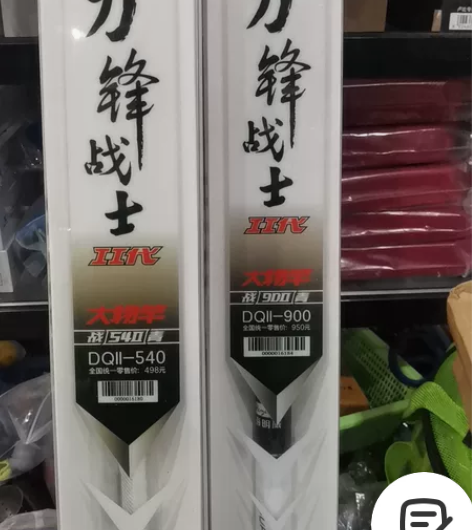 刀锋战士
II代
大物竿
战540青
DQII-540
全国统一零售价: 498元
刀锋战士
II代
大物竿
战900青
DQII-900
全国统一零售价: 950元